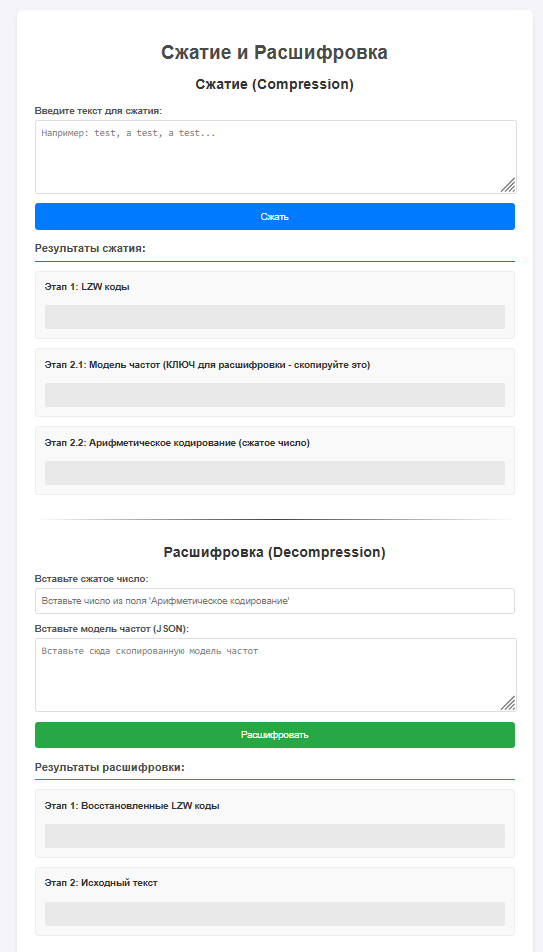 Сжатие и Расшифровка
Сжатие (Compression)
Введите текст для сжатия:
Например: test, a test, a test...
Сжать
Результаты сжатия:
Этап 1: LZW коды
Этап 2.1: Модель частот (КЛЮЧ для расшифровки - скопируйте это)
Этап 2.2: Арифметическое кодирование (сжатое число)
Расшифровка (Decompression)
Вставьте сжатое число:
Вставьте число из поля 'Арифметическое кодирование'
Вставьте модель частот (JSON):
Вставьте сюда скопированную модель частот
Расшифровать
Результаты расшифровки:
Этап 1: Восстановленные LZW коды
Этап 2: Исходный текст